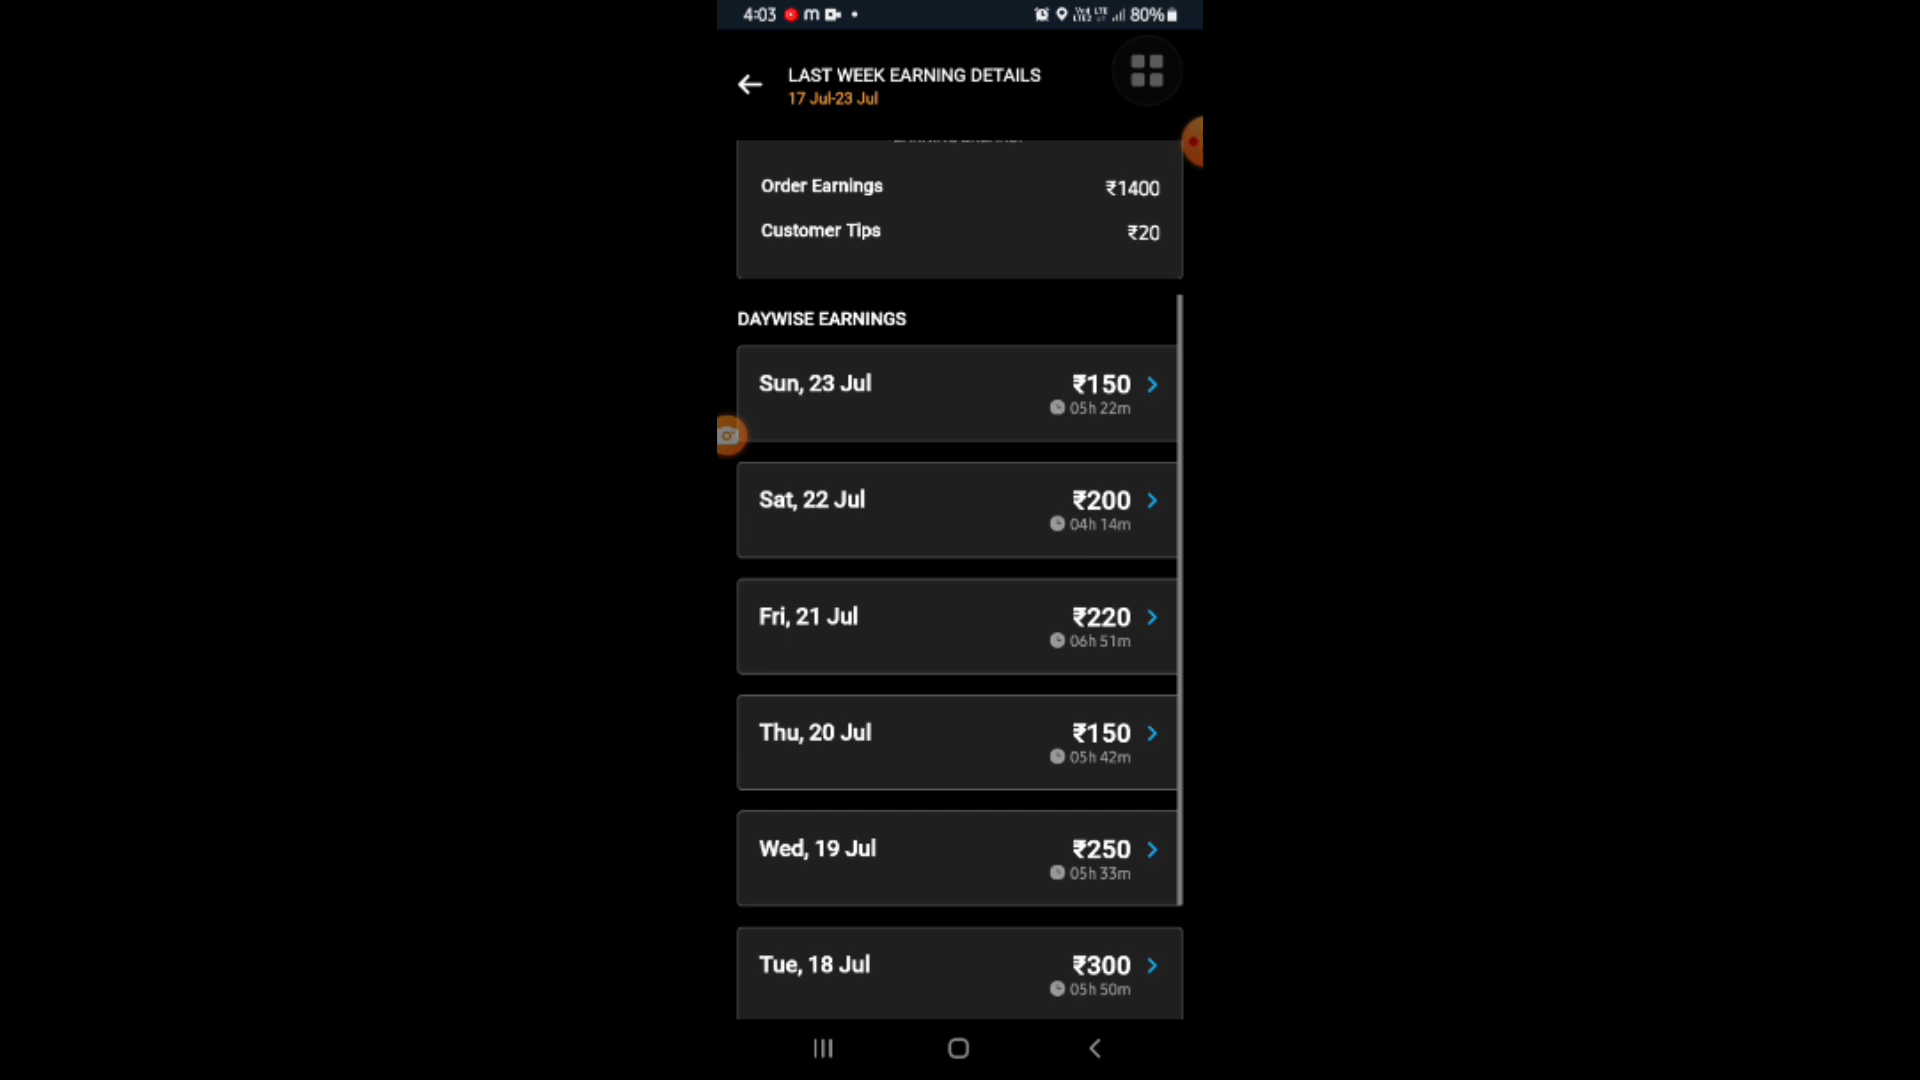 4:03 m 80%
LAST WEEK EARNING DETAILS
17 Jul-23 Jul
Order Earnings ₹1400
Customer Tips ₹20
DAYWISE EARNINGS
Sun, 23 Jul ₹150
05h 22m
Sat, 22 Jul ₹200
04h 14m
Fri, 21 Jul ₹220
06h 51m
Thu, 20 Jul ₹150
05h 42m
Wed, 19 Jul ₹250
05h 33m
Tue, 18 Jul ₹300
05h 50m